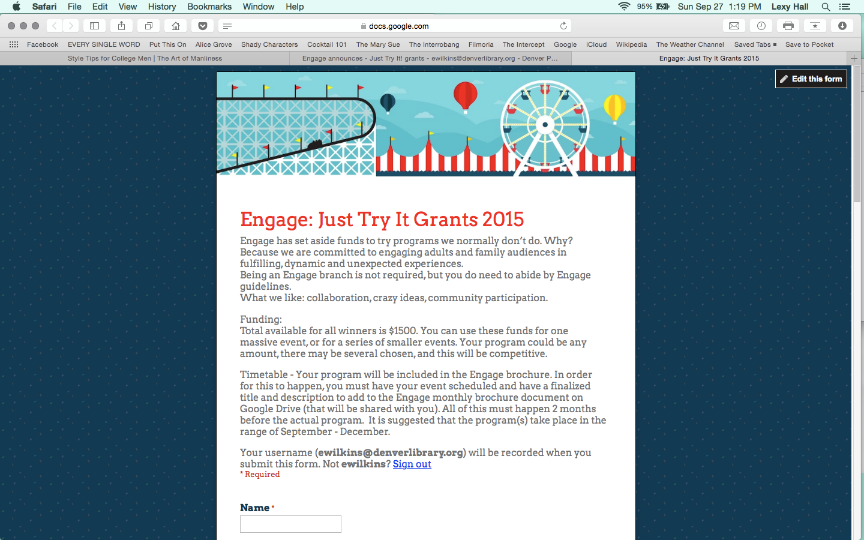 Safari File Edit View History Bookmarks Window Help 95% Sun Sep 27 1:19 PM Lexy Hall
docs.google.com
Facebook EVERY SINGLE WORD Put This On Alice Grove Shady Characters Cocktail 101 The Mary Sue The Interrobang Filmoria The Intercept Google iCloud Wikipedia The Weather Channel Saved Tabs Save to Pocket
Style Tips for College Men | The Art of Manliness Engage announces - Just Try It! grants - ewilkins@denverlibrary.org - Denver P... Engage: Just Try It Grants 2015
Edit this form
Engage: Just Try It Grants 2015
Engage has set aside funds to try programs we normally don't do. Why?
Because we are committed to engaging adults and family audiences in
fulfilling, dynamic and unexpected experiences.
Being an Engage branch is not required, but you do need to abide by Engage
guidelines.
What we like: collaboration, crazy ideas, community participation.
Funding:
Total available for all winners is $1500. You can use these funds for one
massive event, or for a series of smaller events. Your program could be any
amount, there may be several chosen, and this will be competitive.
Timetable - Your program will be included in the Engage brochure. In order
for this to happen, you must have your event scheduled and have a finalized
title and description to add to the Engage monthly brochure document on
Google Drive (that will be shared with you). All of this must happen 2 months
before the actual program. It is suggested that the program(s) take place in the
range of September - December.
Your username (ewilkins@denverlibrary.org) will be recorded when you
submit this form. Not ewilkins? Sign out
* Required
Name *